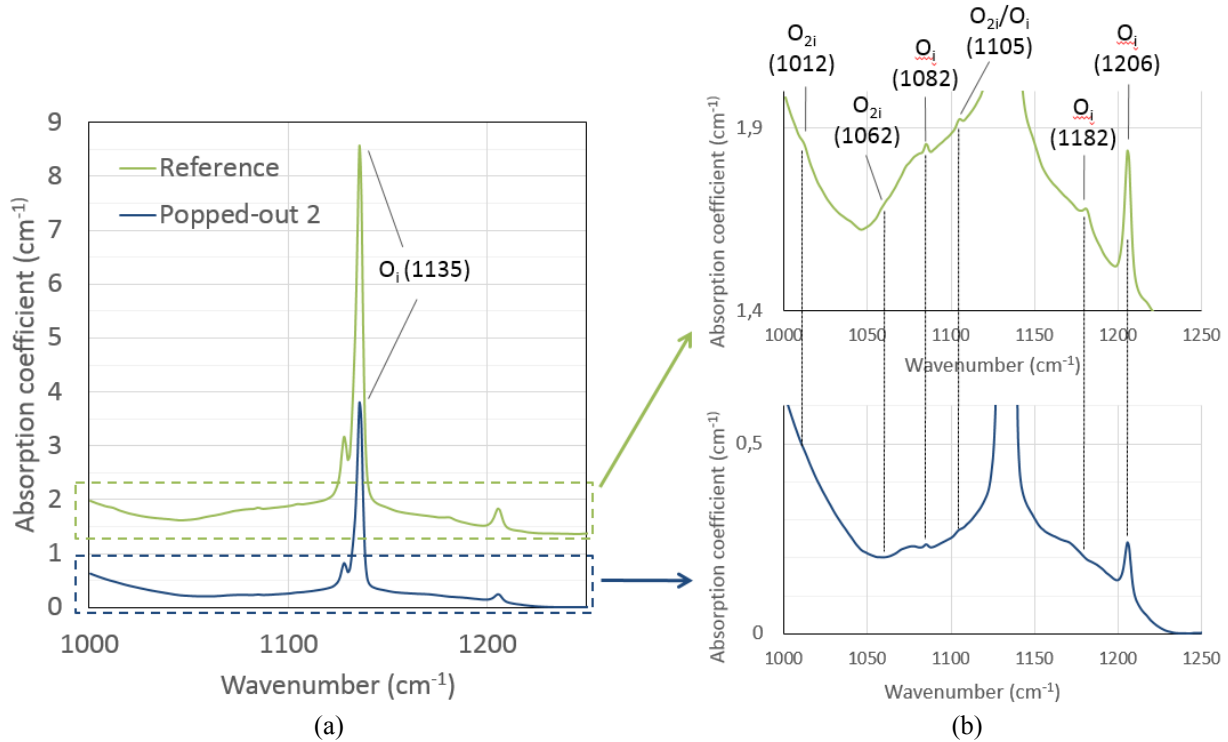 9
8
7
6
5
4
3
2
1
0
Absorption coefficient (cm⁻¹)
Reference
Popped-out 2
Oᵢ (1135)
1000
1100
1200
Wavenumber (cm⁻¹)
(a)
O₂ᵢ
(1012)
O₂ᵢ
(1062)
Oᵢ
(1082)
O₂ᵢ/Oᵢ
(1105)
Oᵢ
(1182)
Oᵢ
(1206)
Absorption coefficient (cm⁻¹)
1,9
1,4
1000
1050
1100
1150
1200
1250
Wavenumber (cm⁻¹)
Absorption coefficient (cm⁻¹)
0,5
0
1000
1050
1100
1150
1200
1250
Wavenumber (cm⁻¹)
(b)